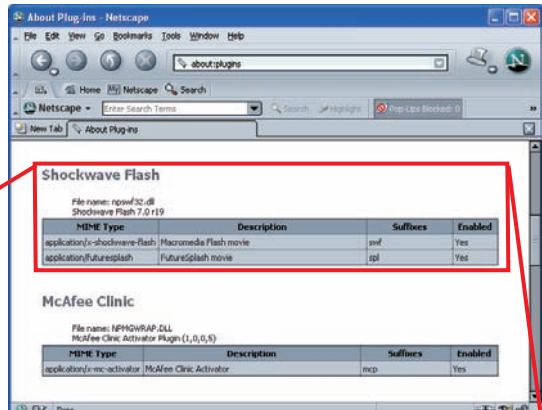 About Plug-ins - Netscape
File Edit View Go Bookmarks Tools Window Help
about:plugins
Home My Netscape Search
Netscape Enter Search Terms Search Highlight Pop-Ups Blocked: 0
New Tab About Plug-ins
Shockwave Flash
File name: npswf32.dll
Shockwave Flash 7.0 r19
MIME Type Description Suffixes Enabled
application/x-shockwave-flash Macromedia Flash movie swf Yes
application/futuresplash FutureSplash movie spl Yes
McAfee Clinic
File name: NPMGWRAP.DLL
McAfee Clinic Activator Plugin (1,0,0,5)
MIME Type Description Suffixes Enabled
application/x-mc-activator McAfee Clinic Activator mcp Yes
Done